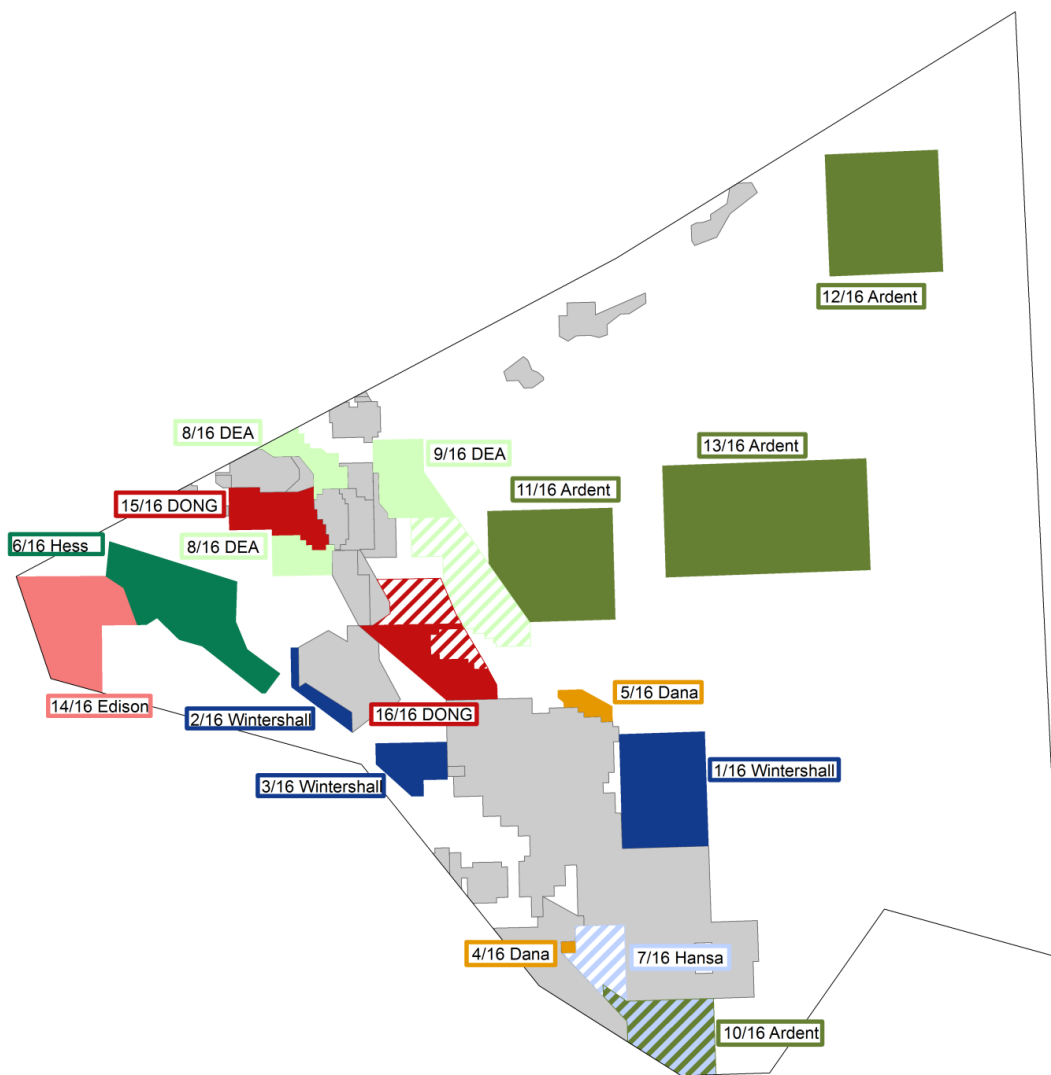 12/16 Ardent
8/16 DEA
9/16 DEA
13/16 Ardent
11/16 Ardent
15/16 DONG
6/16 Hess
8/16 DEA
14/16 Edison
2/16 Wintershall
16/16 DONG
5/16 Dana
3/16 Wintershall
1/16 Wintershall
4/16 Dana
7/16 Hansa
10/16 Ardent